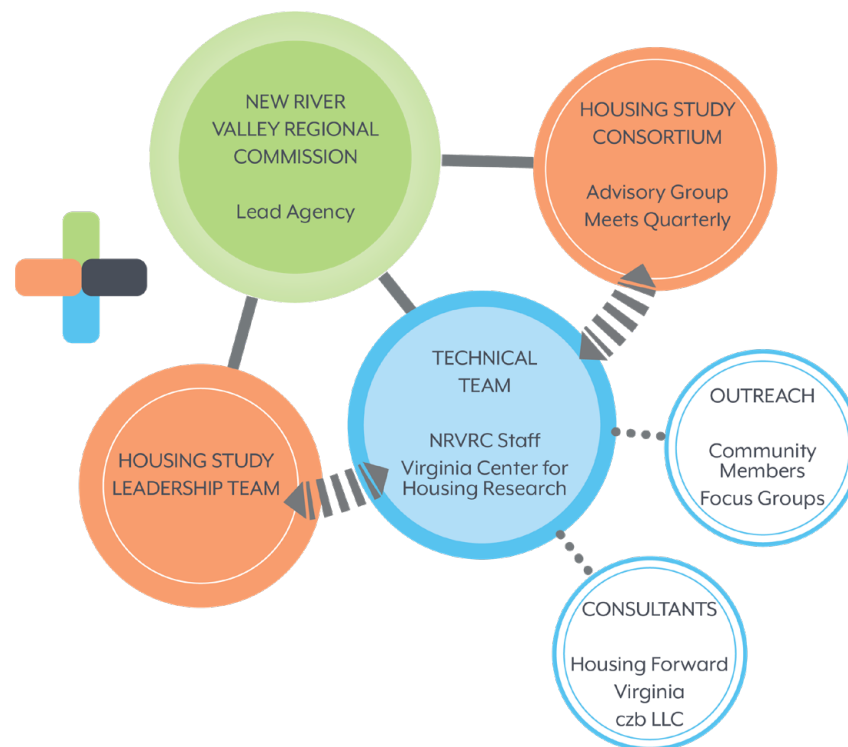 NEW RIVER
VALLEY REGIONAL
COMMISSION
Lead Agency
HOUSING STUDY
CONSORTIUM
Advisory Group
Meets Quarterly
TECHNICAL
TEAM
NRVRC Staff
Virginia Center for
Housing Research
HOUSING STUDY
LEADERSHIP TEAM
OUTREACH
Community
Members
Focus Groups
CONSULTANTS
Housing Forward
Virginia
czb LLC